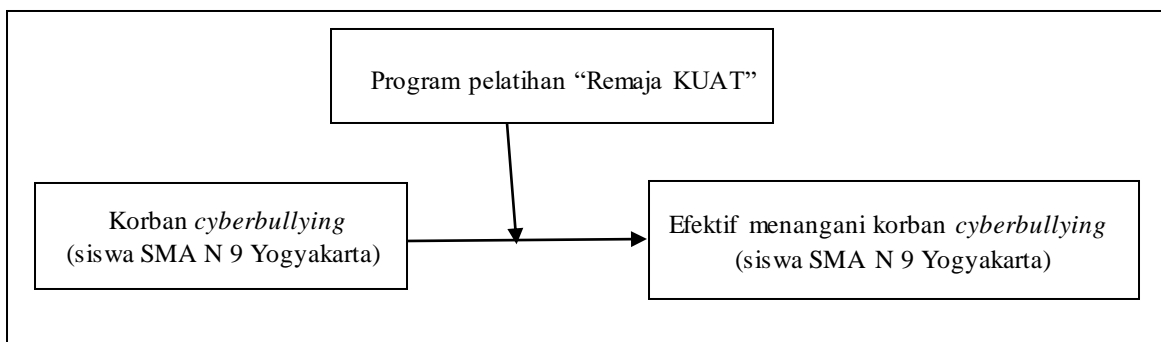 Program pelatihan “Remaja KUAT”
Korban cyberbullying
(siswa SMA N 9 Yogyakarta)
Efektif menangani korban cyberbullying
(siswa SMA N 9 Yogyakarta)